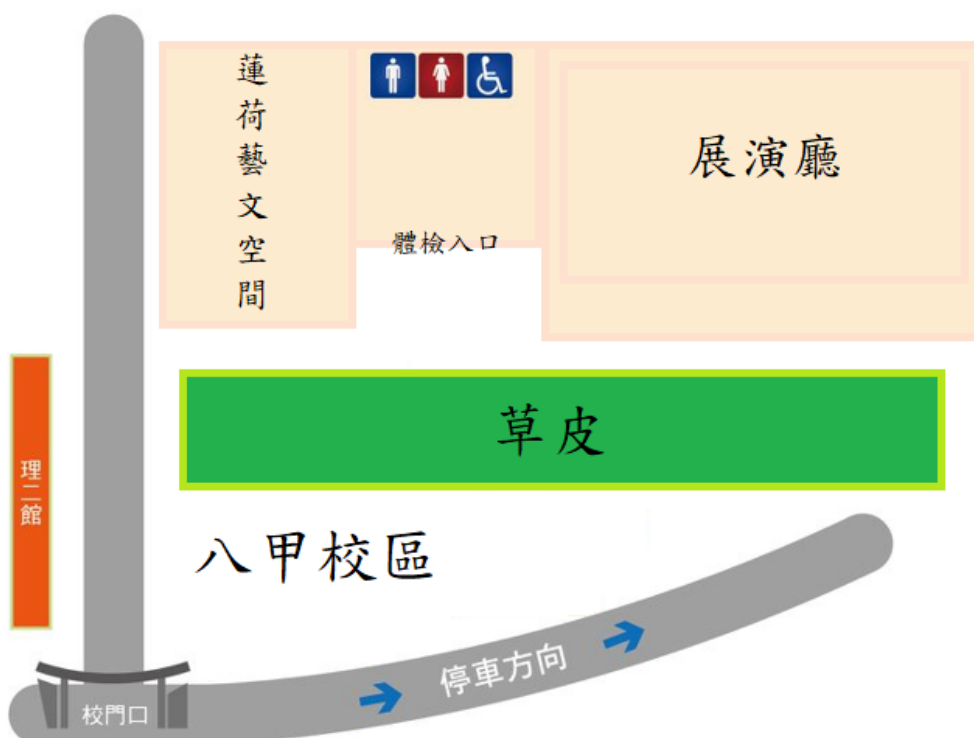 蓮荷藝文空間
展演廳
體檢入口
草皮
理二館
八甲校區
停車方向
校門口